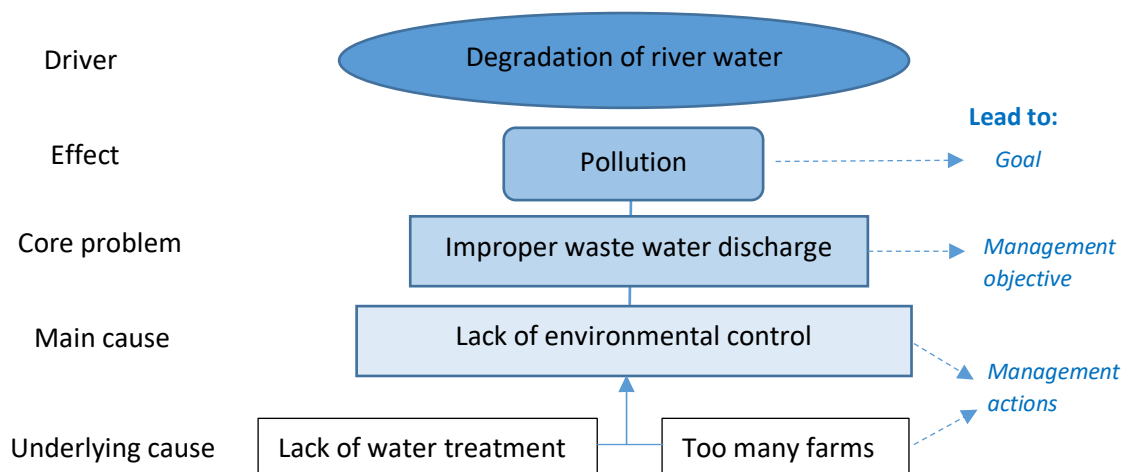 Driver
Degradation of river water
Lead to:
Effect
Pollution
Goal
Core problem
Improper waste water discharge
Management
objective
Main cause
Lack of environmental control
Management
actions
Underlying cause
Lack of water treatment
Too many farms